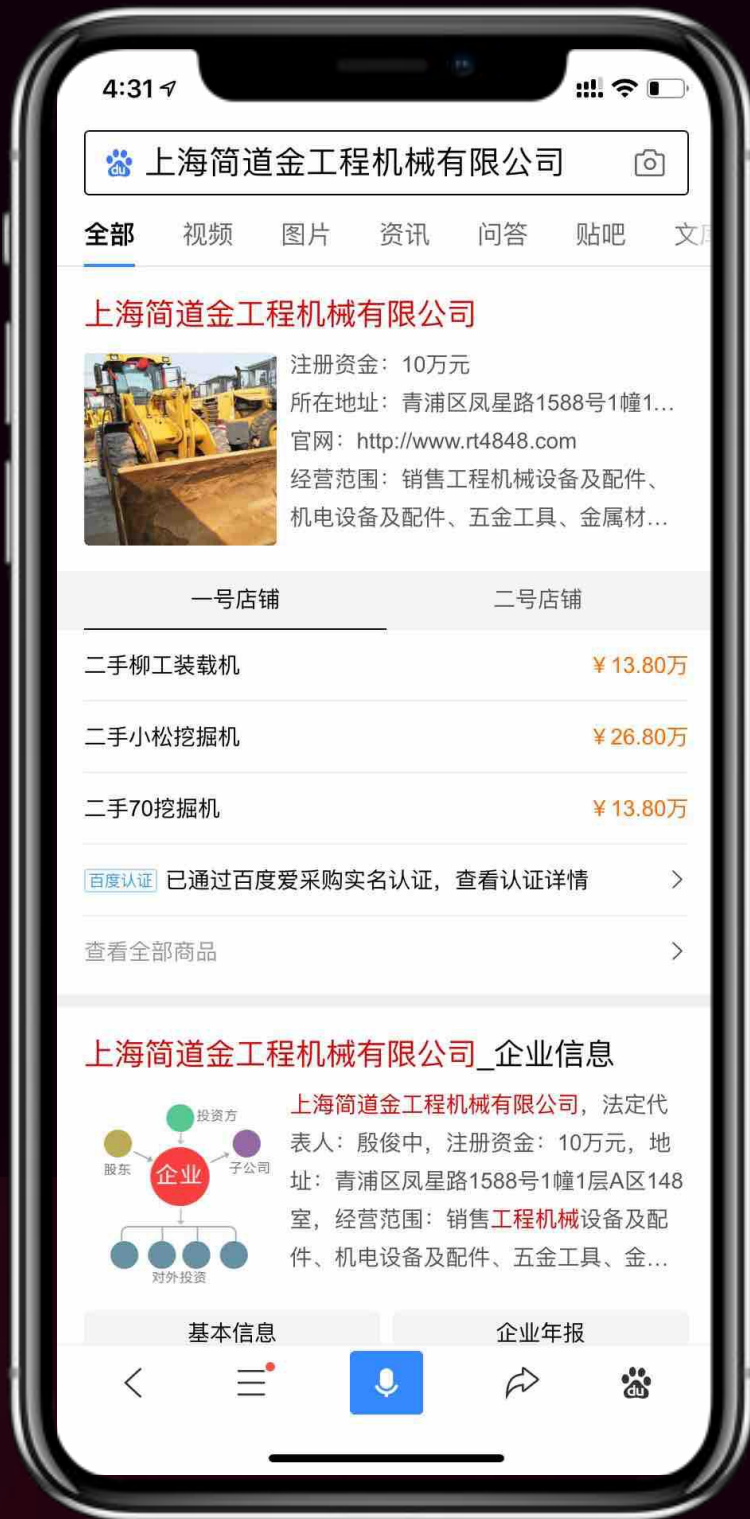 4:31
du 上海简道金工程机械有限公司
全部 视频 图片 资讯 问答 贴吧 文
上海简道金工程机械有限公司
注册资金：10万元
所在地址：青浦区凤星路1588号1幢1...
官网：http://www.rt4848.com
经营范围：销售工程机械设备及配件、
机电设备及配件、五金工具、金属材...
一号店铺 二号店铺
二手柳工装载机 ¥13.80万
二手小松挖掘机 ¥26.80万
二手70挖掘机 ¥13.80万
百度认证 已通过百度爱采购实名认证，查看认证详情
查看全部商品
上海简道金工程机械有限公司_企业信息
投资方
股东
企业
子公司
对外投资
上海简道金工程机械有限公司，法定代
表人：殷俊中，注册资金：10万元，地
址：青浦区凤星路1588号1幢1层A区148
室，经营范围：销售工程机械设备及配
件、机电设备及配件、五金工具、金...
基本信息 企业年报
du